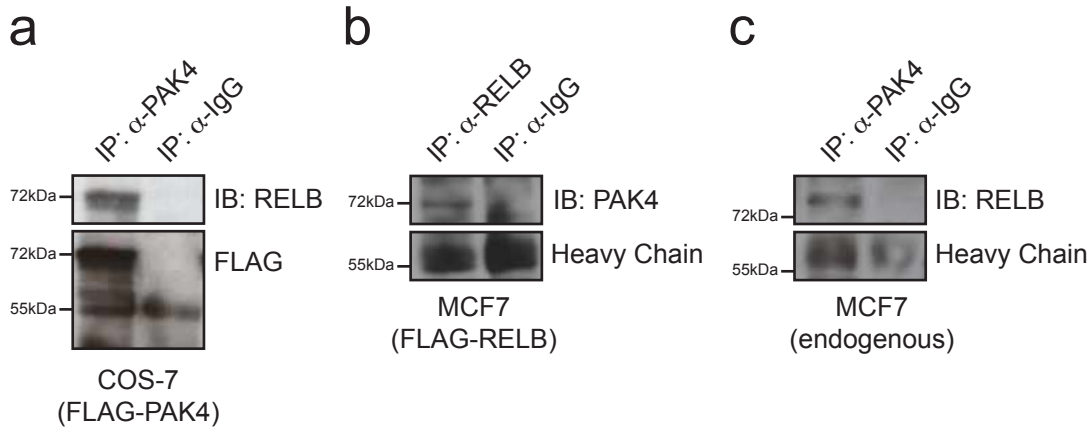 a
IP: α-PAK4
IP: α-IgG
72kDa
IB: RELB
72kDa
FLAG
55kDa
COS-7
(FLAG-PAK4)
b
IP: α-RELB
IP: α-IgG
72kDa
IB: PAK4
55kDa
Heavy Chain
MCF7
(FLAG-RELB)
c
IP: α-PAK4
IP: α-IgG
72kDa
IB: RELB
55kDa
Heavy Chain
MCF7
(endogenous)